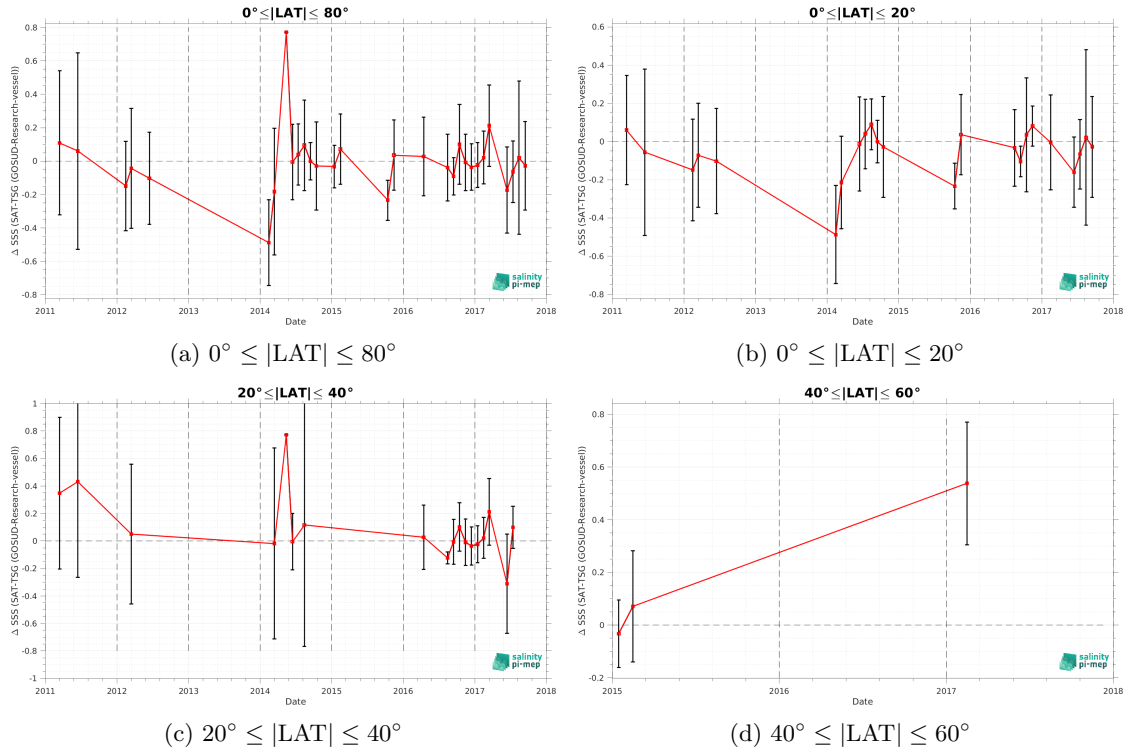 0°≤|LAT|≤ 80°
Δ SSS (SAT-TSG (GOSUD-Research-vessel))
0.8
0.6
0.4
0.2
0
-0.2
-0.4
-0.6
-0.8
2011 2012 2013 2014 2015 2016 2017 2018
Date
salinity
pi-mep
(a) 0° ≤ |LAT| ≤ 80°
0°≤|LAT|≤ 20°
Δ SSS (SAT-TSG (GOSUD-Research-vessel))
0.6
0.4
0.2
0
-0.2
-0.4
-0.6
-0.8
2011 2012 2013 2014 2015 2016 2017 2018
Date
salinity
pi-mep
(b) 0° ≤ |LAT| ≤ 20°
20°≤|LAT|≤ 40°
Δ SSS (SAT-TSG (GOSUD-Research-vessel))
1
0.8
0.6
0.4
0.2
0
-0.2
-0.4
-0.6
-0.8
-1
2011 2012 2013 2014 2015 2016 2017 2018
Date
salinity
pi-mep
(c) 20° ≤ |LAT| ≤ 40°
40°≤|LAT|≤ 60°
Δ SSS (SAT-TSG (GOSUD-Research-vessel))
0.8
0.6
0.4
0.2
0
-0.2
2015 2016 2017 2018
Date
salinity
pi-mep
(d) 40° ≤ |LAT| ≤ 60°